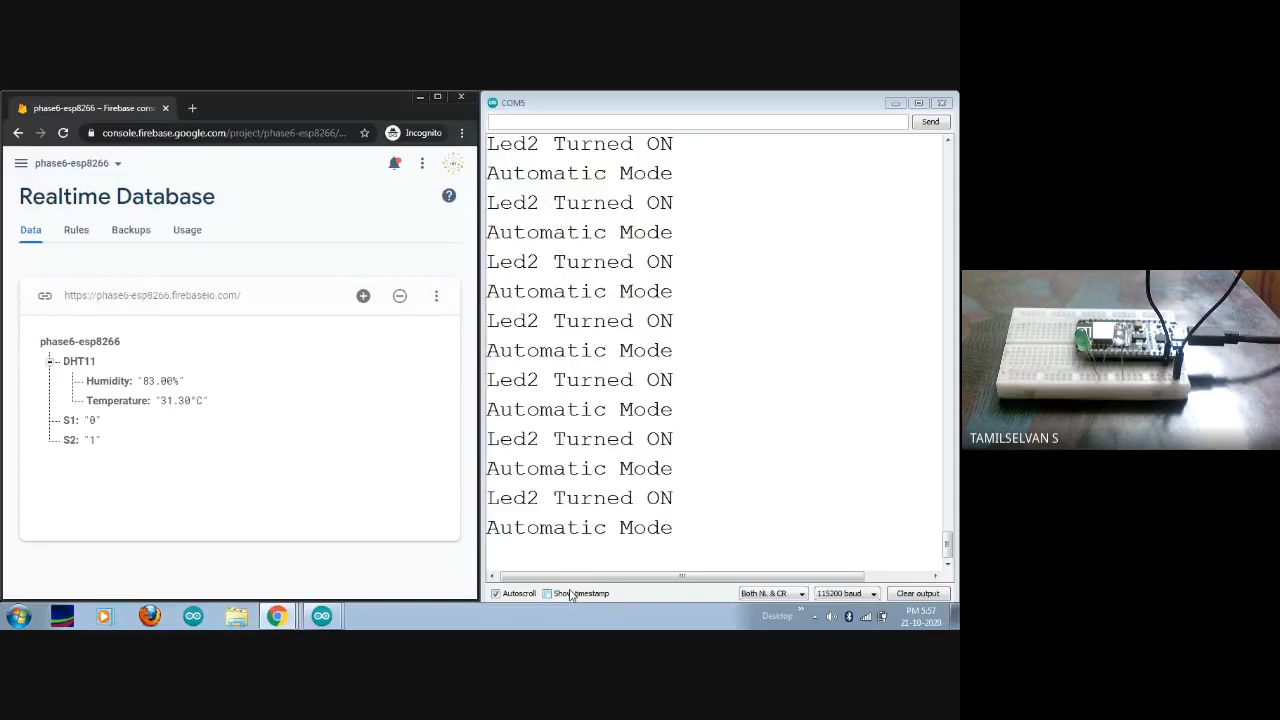 phase6-esp8266 – Firebase cons
console.firebase.google.com/project/phase6-esp8266/...
Incognito
phase6-esp8266
Realtime Database
Data
Rules
Backups
Usage
https://phase6-esp8266.firebaseio.com/
phase6-esp8266
DHT11
Humidity: "83.00%"
Temperature: "31.30°C"
S1: "0"
S2: "1"
COM5
Send
Led2 Turned ON
Automatic Mode
Led2 Turned ON
Automatic Mode
Led2 Turned ON
Automatic Mode
Led2 Turned ON
Automatic Mode
Led2 Turned ON
Automatic Mode
Led2 Turned ON
Automatic Mode
Led2 Turned ON
Automatic Mode
Autoscroll
Show timestamp
Both NL & CR
115200 baud
Clear output
Desktop
PM 5:57
21-10-2020
TAMILSELVAN S